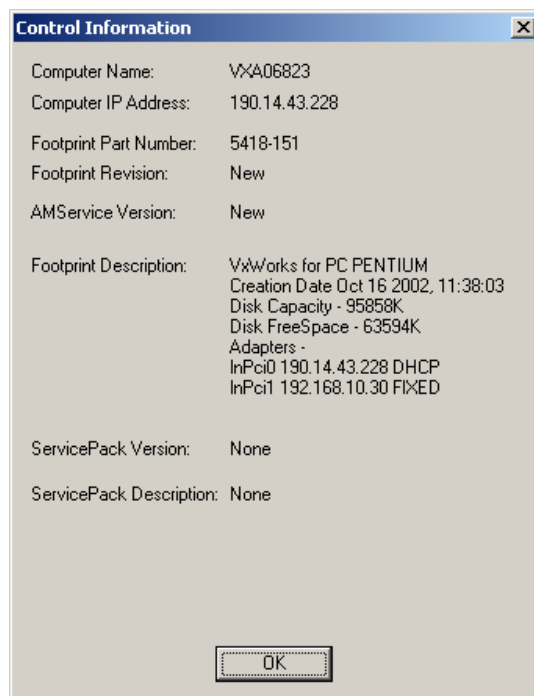 Control Information
Computer Name: VXA06823
Computer IP Address: 190.14.43.228
Footprint Part Number: 5418-151
Footprint Revision: New
AMService Version: New
Footprint Description: VxWorks for PC PENTIUM
Creation Date Oct 16 2002, 11:38:03
Disk Capacity - 95858K
Disk FreeSpace - 63594K
Adapters -
lnPci0 190.14.43.228 DHCP
lnPci1 192.168.10.30 FIXED
ServicePack Version: None
ServicePack Description: None
OK